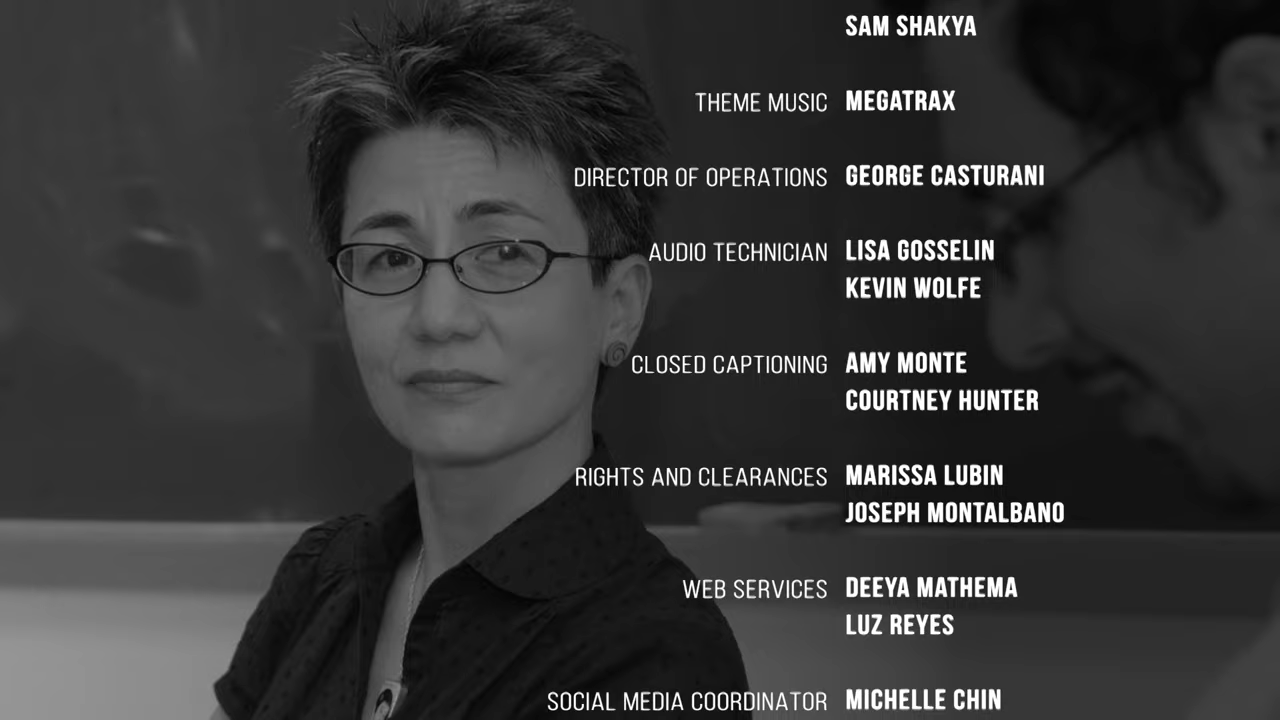 SAM SHAKYA
THEME MUSIC MEGATRAX
DIRECTOR OF OPERATIONS GEORGE CASTURANI
AUDIO TECHNICIAN LISA GOSSELIN
KEVIN WOLFE
CLOSED CAPTIONING AMY MONTE
COURTNEY HUNTER
RIGHTS AND CLEARANCES MARISSA LUBIN
JOSEPH MONTALBANO
WEB SERVICES DEEYA MATHEMA
LUZ REYES
SOCIAL MEDIA COORDINATOR MICHELLE CHIN